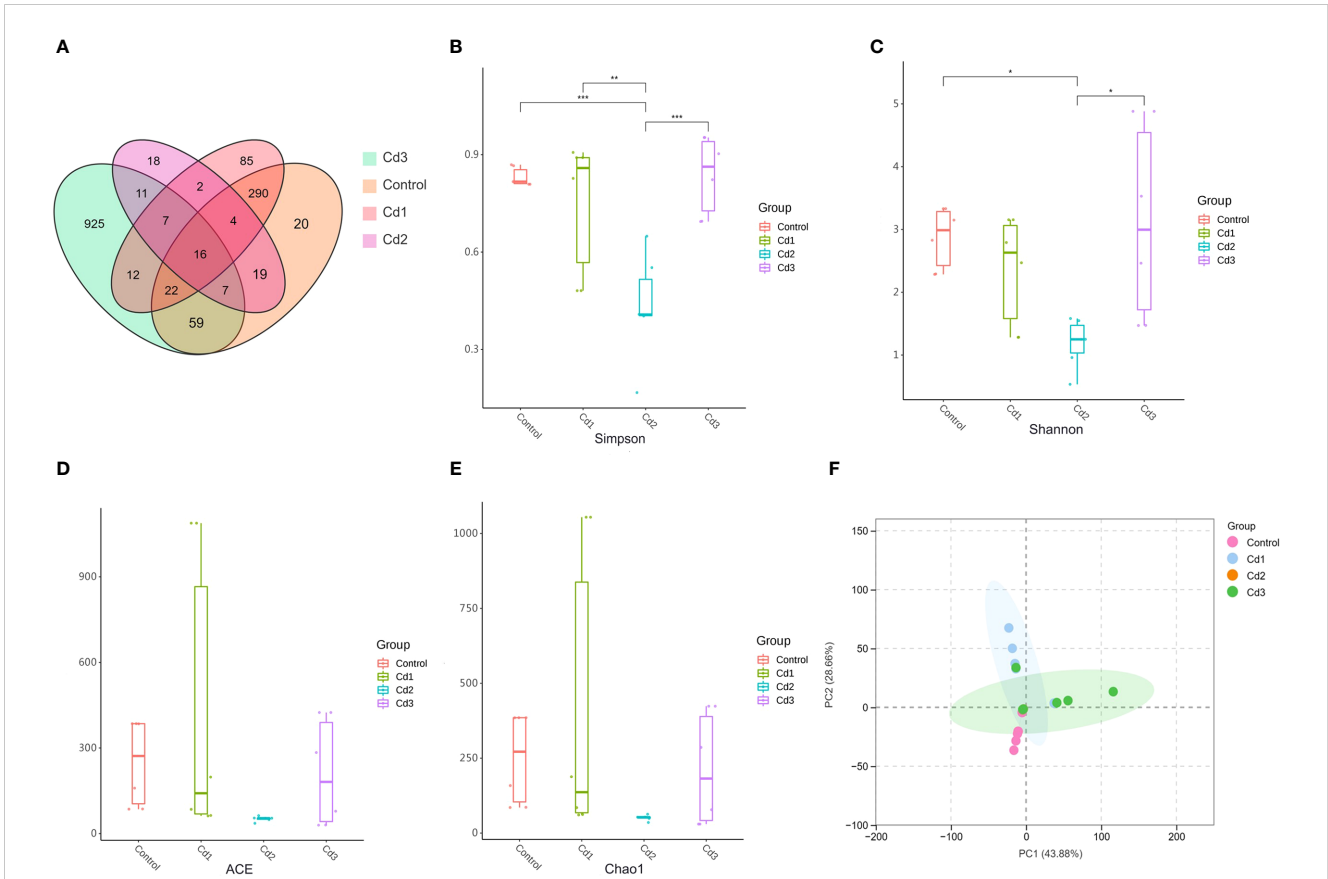 A
18
85
2
11
290
925
7
4
20
16
12
22
7
19
59
Cd3
Control
Cd1
Cd2
B
**
***
***
0.9
0.6
0.3
Control
Cd1
Cd2
Cd3
Simpson
Group
Control
Cd1
Cd2
Cd3
C
*
*
5
4
3
2
1
Control
Cd1
Cd2
Cd3
Shannon
Group
Control
Cd1
Cd2
Cd3
D
900
600
300
0
Control
Cd1
Cd2
Cd3
ACE
Group
Control
Cd1
Cd2
Cd3
E
1000
750
500
250
0
Control
Cd1
Cd2
Cd3
Chao1
Group
Control
Cd1
Cd2
Cd3
F
150
100
50
0
−50
−100
−200
−100
0
100
200
PC2 (28.66%)
PC1 (43.88%)
Group
Control
Cd1
Cd2
Cd3